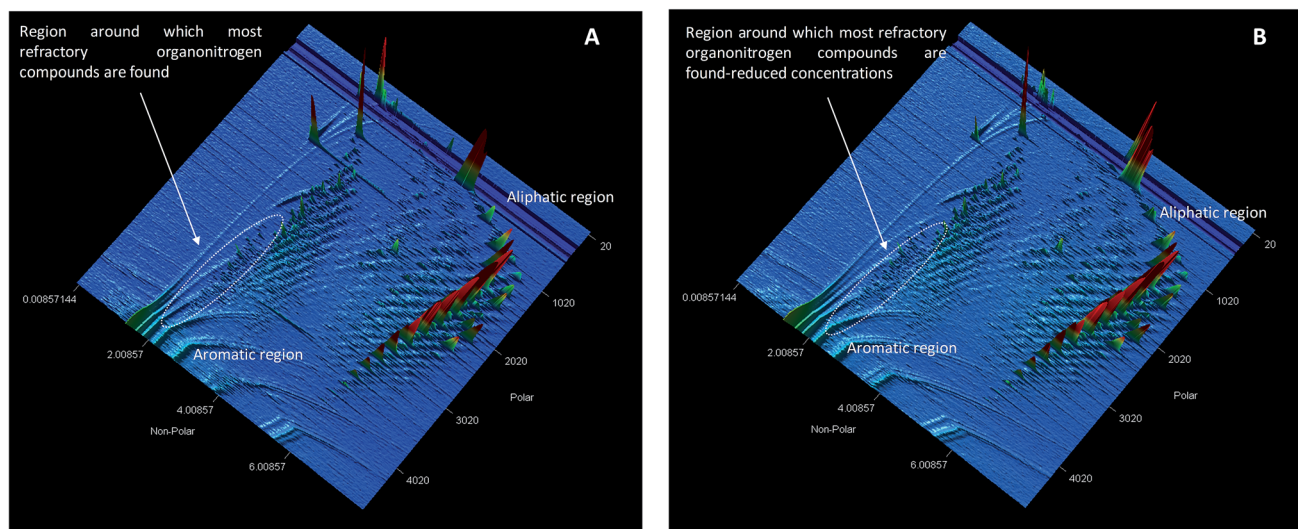 Region around which most
refractory organonitrogen
compounds are found
A
Aliphatic region
20
1020
2020
Polar
3020
4020
0.00857144
2.00857
Aromatic region
4.00857
Non-Polar
6.00857
Region around which most refractory
organonitrogen compounds are
found-reduced concentrations
B
Aliphatic region
20
1020
2020
Polar
3020
4020
0.00857144
2.00857
Aromatic region
4.00857
Non-Polar
6.00857